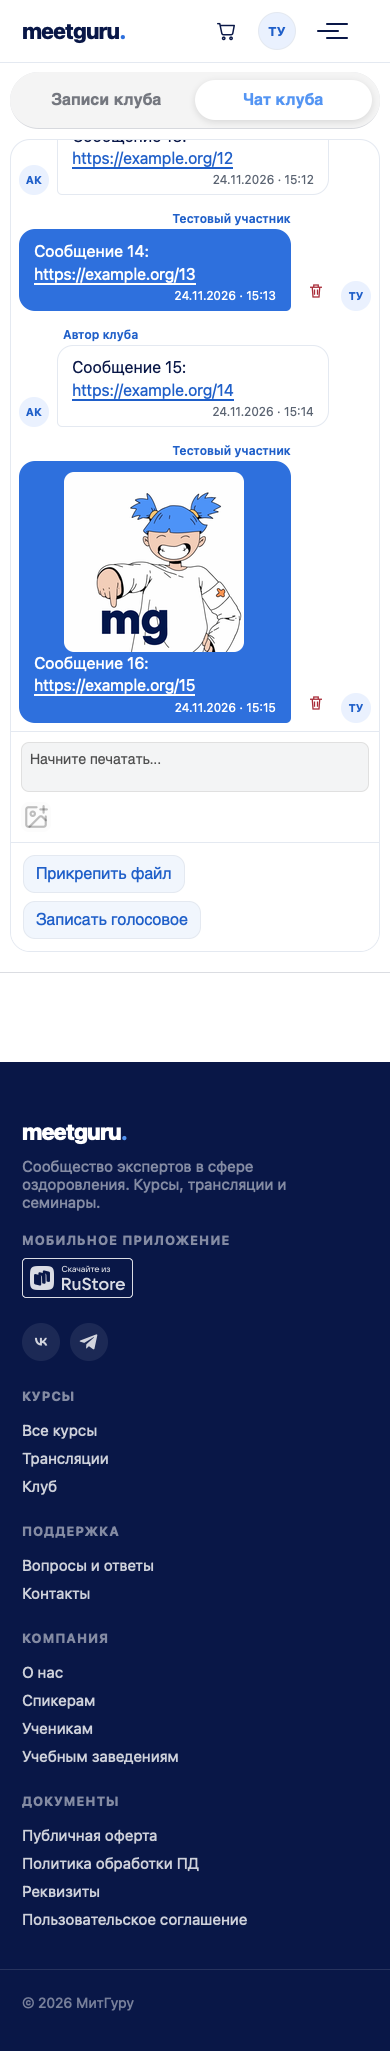 meetguru.
ТУ
Записи клуба
Чат клуба
https://example.org/12
АК
24.11.2026 · 15:12
Тестовый участник
Сообщение 14:
https://example.org/13
24.11.2026 · 15:13
ТУ
Автор клуба
Сообщение 15:
https://example.org/14
АК
24.11.2026 · 15:14
Тестовый участник
mg
Сообщение 16:
https://example.org/15
24.11.2026 · 15:15
ТУ
Начните печатать...
Прикрепить файл
Записать голосовое
meetguru.
Сообщество экспертов в сфере
оздоровления. Курсы, трансляции и
семинары.
МОБИЛЬНОЕ ПРИЛОЖЕНИЕ
Скачайте из
RuStore
КУРСЫ
Все курсы
Трансляции
Клуб
ПОДДЕРЖКА
Вопросы и ответы
Контакты
КОМПАНИЯ
О нас
Спикерам
Ученикам
Учебным заведениям
ДОКУМЕНТЫ
Публичная оферта
Политика обработки ПД
Реквизиты
Пользовательское соглашение
© 2026 МитГуру